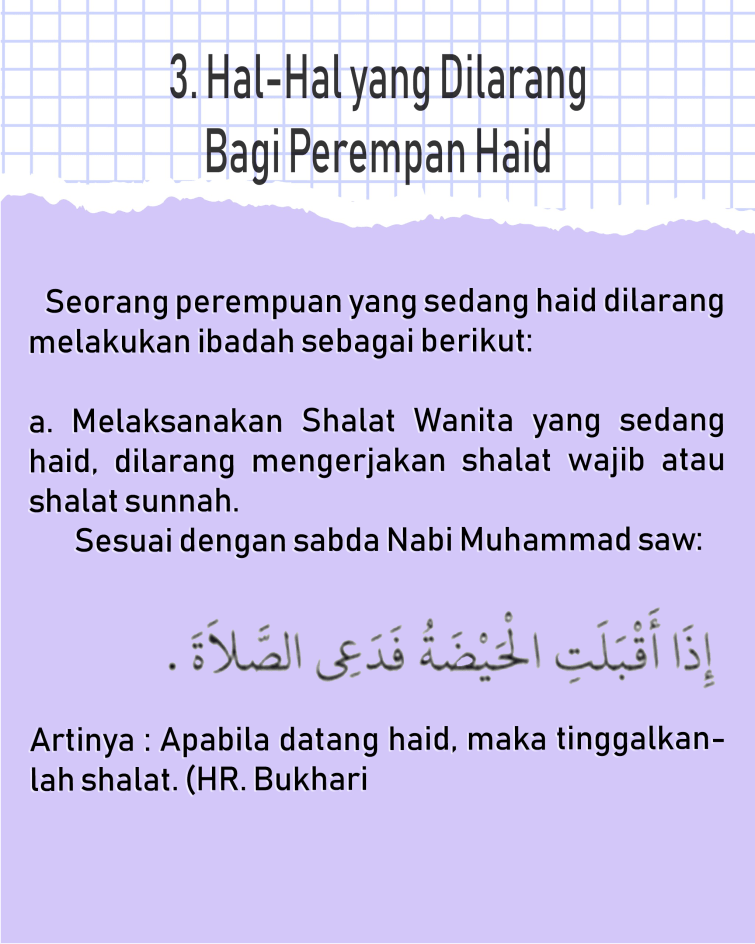 3. Hal-Hal yang Dilarang
Bagi Perempan Haid
Seorang perempuan yang sedang haid dilarang
melakukan ibadah sebagai berikut:
a. Melaksanakan Shalat Wanita yang sedang
haid, dilarang mengerjakan shalat wajib atau
shalat sunnah.
Sesuai dengan sabda Nabi Muhammad saw:
إِذَا أَقْبَلَتِ الْحَيْضَةُ فَدَعِى الصَّلاَةَ .
Artinya : Apabila datang haid, maka tinggalkan-
lah shalat. (HR. Bukhari